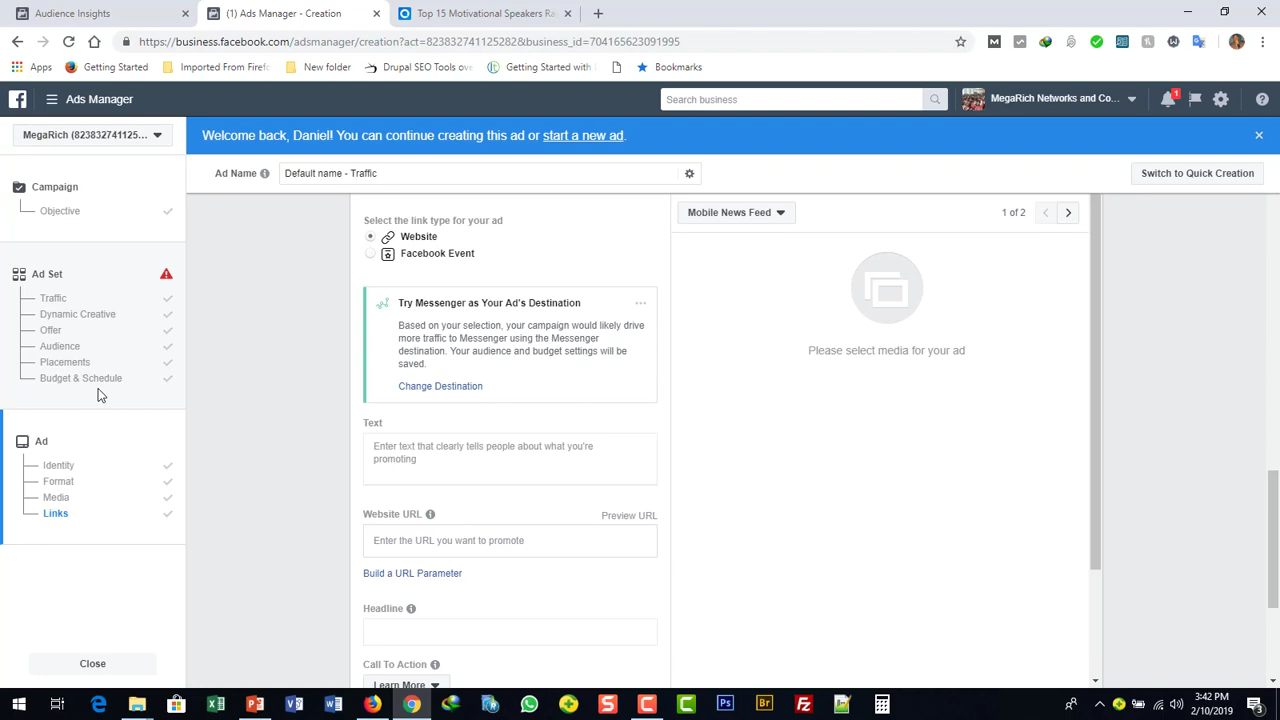 Audience Insights
(1) Ads Manager - Creation
Top 15 Motivational Speakers Ra
https://business.facebook.com/adsmanager/creation?act=823832741125282&business_id=704165623091995
Apps
Getting Started
Imported From Firefo
New folder
Drupal SEO Tools ove
Getting Started with
Bookmarks
Ads Manager
Search business
MegaRich Networks and Co...
1
MegaRich (823832741125...
Welcome back, Daniel! You can continue creating this ad or start a new ad.
Ad Name
Default name - Traffic
Switch to Quick Creation
Campaign
Objective
Ad Set
Traffic
Dynamic Creative
Offer
Audience
Placements
Budget & Schedule
Ad
Identity
Format
Media
Links
Close
Select the link type for your ad
Website
Facebook Event
Try Messenger as Your Ad's Destination
Based on your selection, your campaign would likely drive
more traffic to Messenger using the Messenger
destination. Your audience and budget settings will be
saved.
Change Destination
Text
Enter text that clearly tells people about what you're
promoting
Website URL
Preview URL
Enter the URL you want to promote
Build a URL Parameter
Headline
Call To Action
Learn More
Mobile News Feed
1 of 2
Please select media for your ad
3:42 PM
2/10/2019